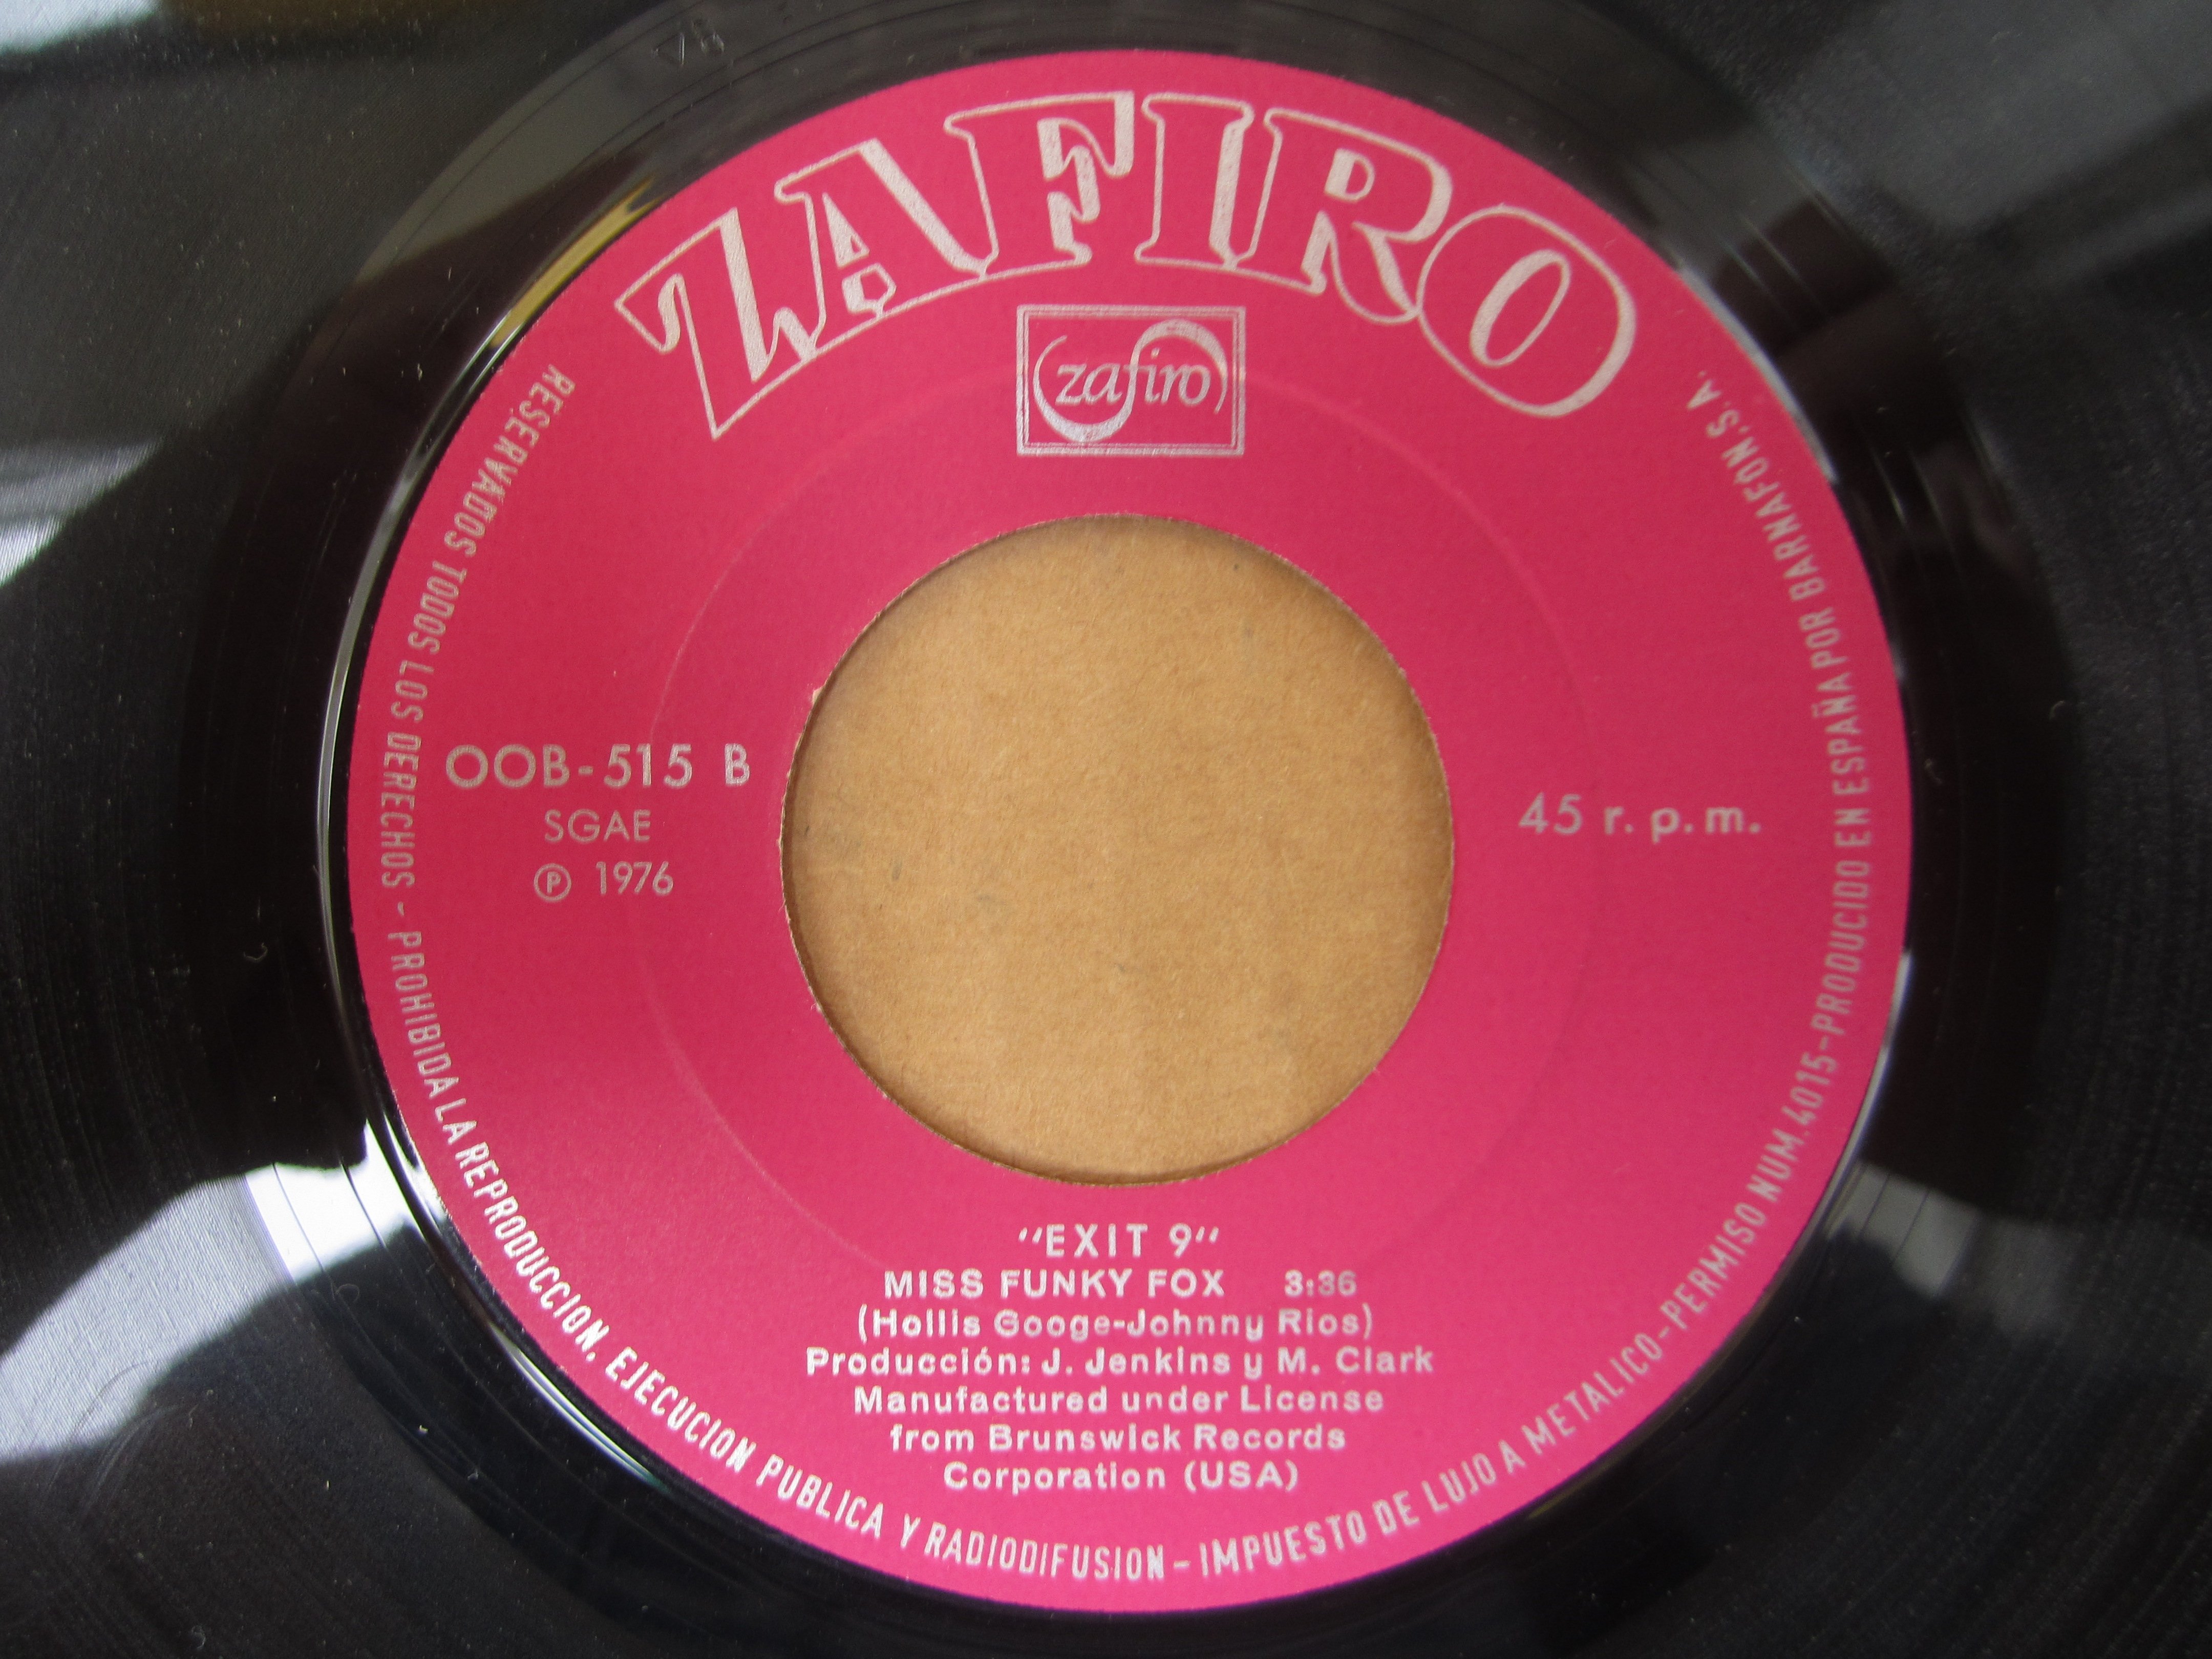 ZAFIRO
zafiro
OOB-515 B
SGAE
Ⓟ 1976
45 r. p. m.
"EXIT 9"
MISS FUNKY FOX 3:36
(Hollis Googe-Johnny Rios)
Producción: J. Jenkins y M. Clark
Manufactured under License
from Brunswick Records
Corporation (USA)
RESERVADOS TODOS LOS DERECHOS - PROHIBIDA LA REPRODUCCION, EJECUCION PUBLICA Y RADIODIFUSION - IMPUESTO DE LUJO A METALICO - PERMISO NUM. 4015 - PRODUCIDO EN ESPAÑA POR BARNAFON, S.A.